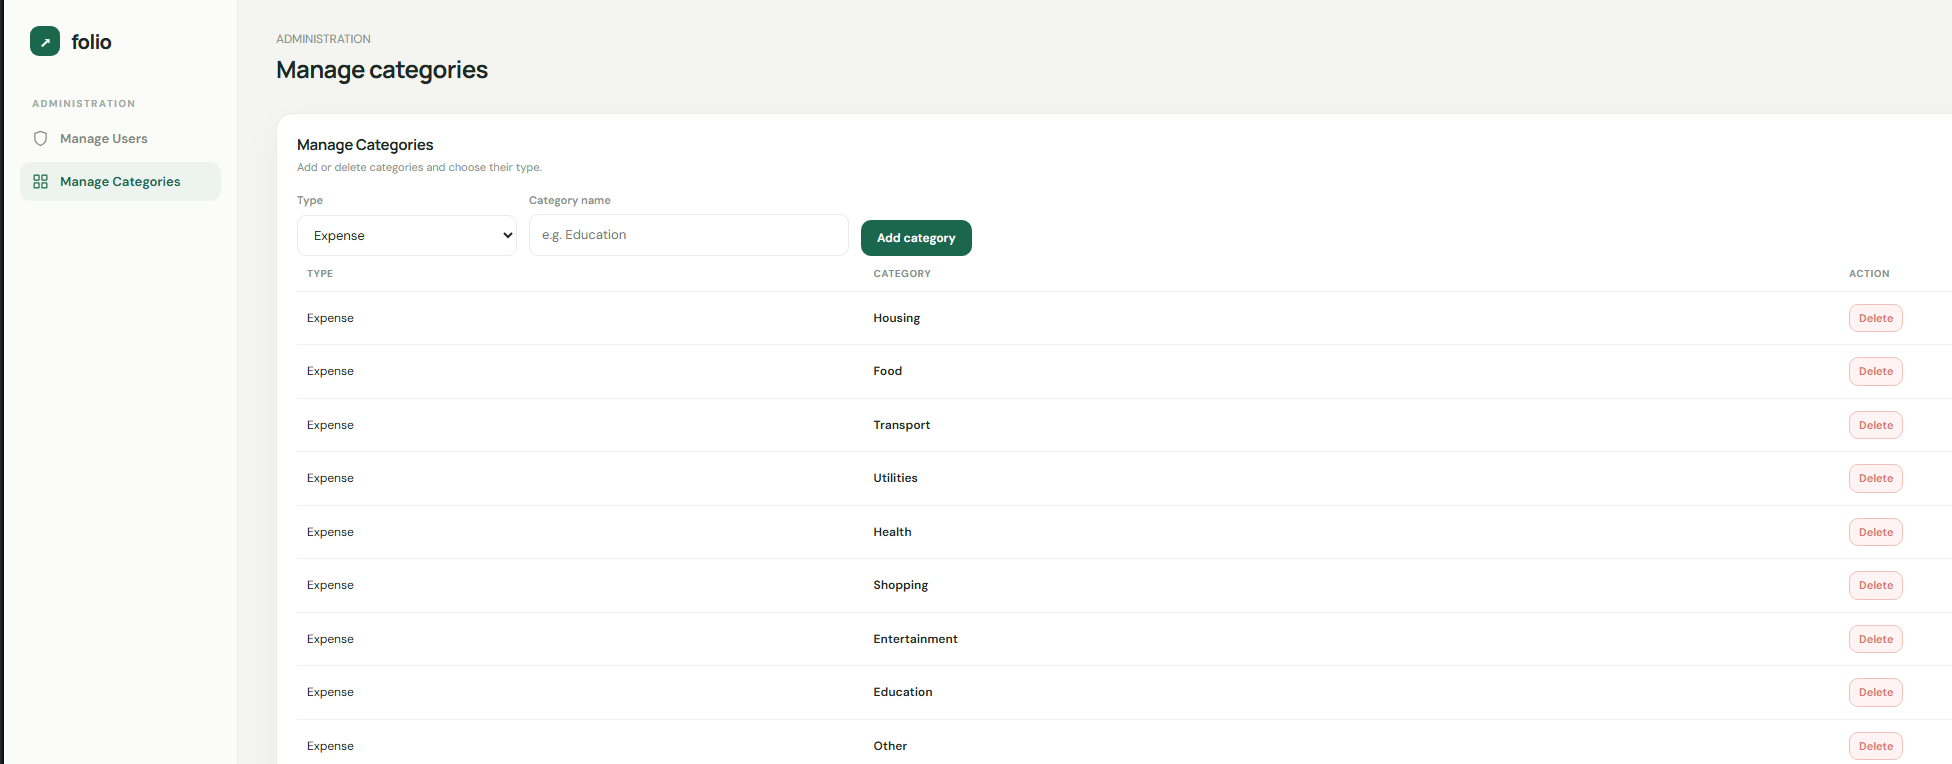 folio
ADMINISTRATION
Manage Users
Manage Categories
ADMINISTRATION
Manage categories
Manage Categories
Add or delete categories and choose their type.
Type Category name
Expense e.g. Education Add category
TYPE CATEGORY ACTION
Expense Housing Delete
Expense Food Delete
Expense Transport Delete
Expense Utilities Delete
Expense Health Delete
Expense Shopping Delete
Expense Entertainment Delete
Expense Education Delete
Expense Other Delete